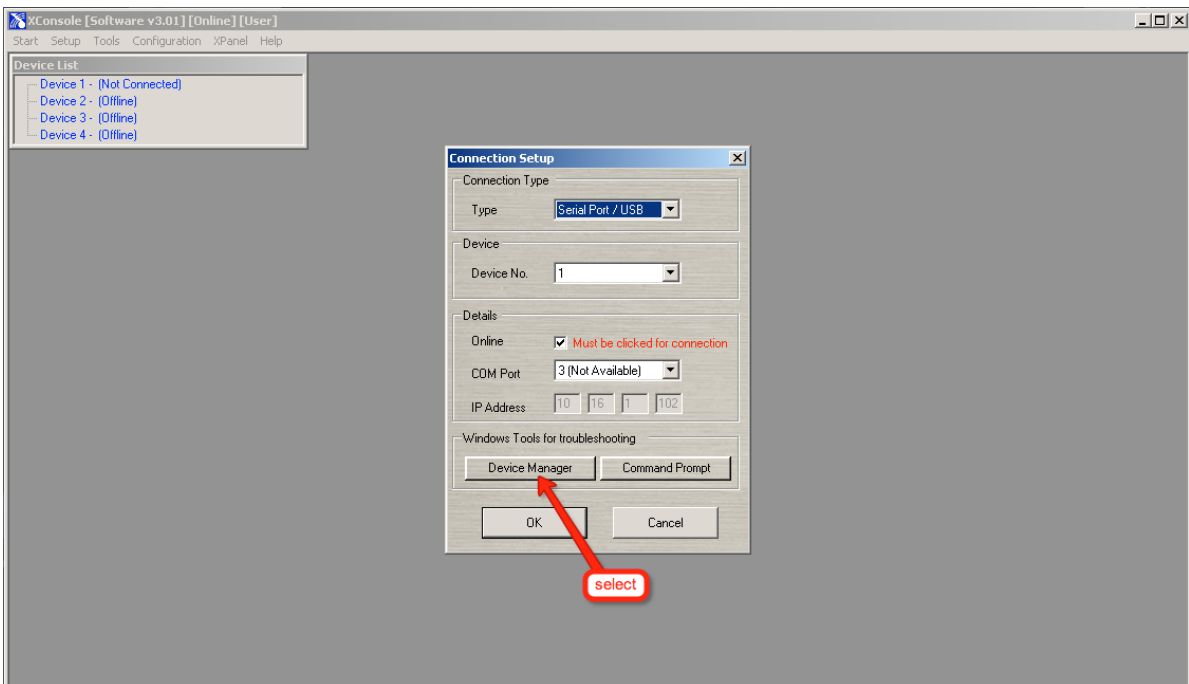 XConsole [Software v3.01] [Online] [User]
Start Setup Tools Configuration XPanel Help
Device List
Device 1 - (Not Connected)
Device 2 - (Offline)
Device 3 - (Offline)
Device 4 - (Offline)
Connection Setup
Connection Type
Type Serial Port / USB
Device
Device No. 1
Details
Online Must be clicked for connection
COM Port 3 (Not Available)
IP Address 10 16 1 102
Windows Tools for troubleshooting
Device Manager Command Prompt
OK Cancel
select